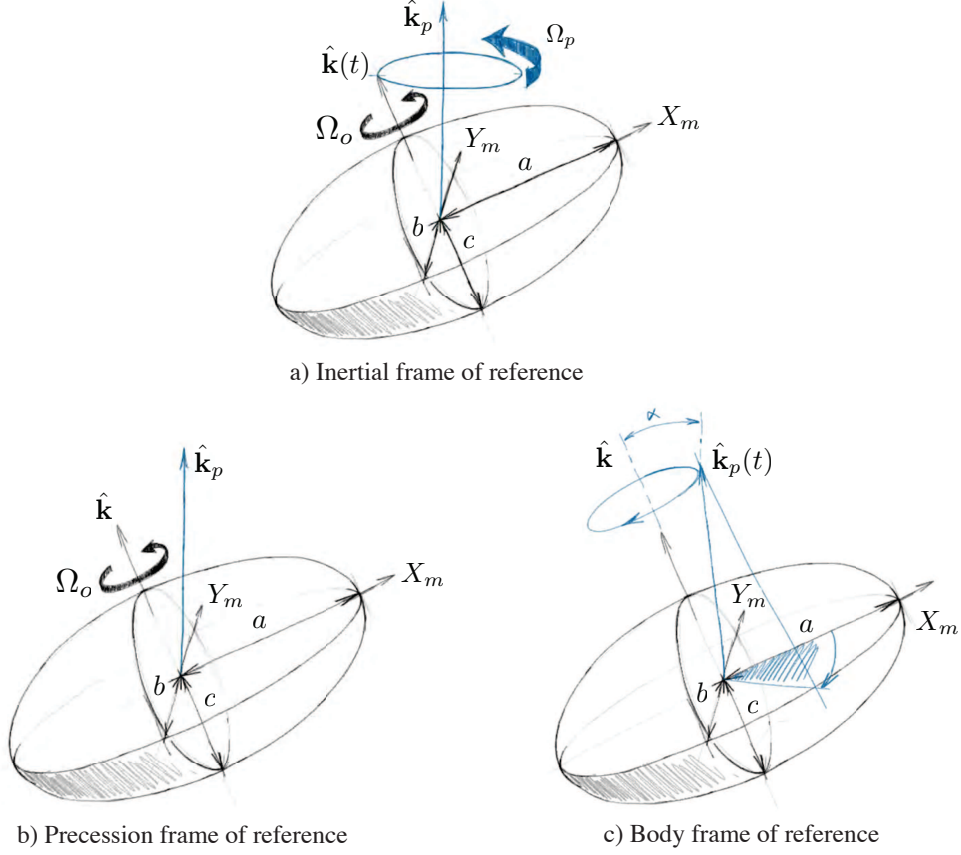 k̂ₚ
Ωₚ
k̂(t)
Ωₒ
Xₘ
Yₘ
a
b
c
a) Inertial frame of reference
k̂ₚ
k̂
Ωₒ
Xₘ
Yₘ
a
b
c
b) Precession frame of reference
α
k̂
k̂ₚ(t)
Yₘ
Xₘ
a
b
c
c) Body frame of reference